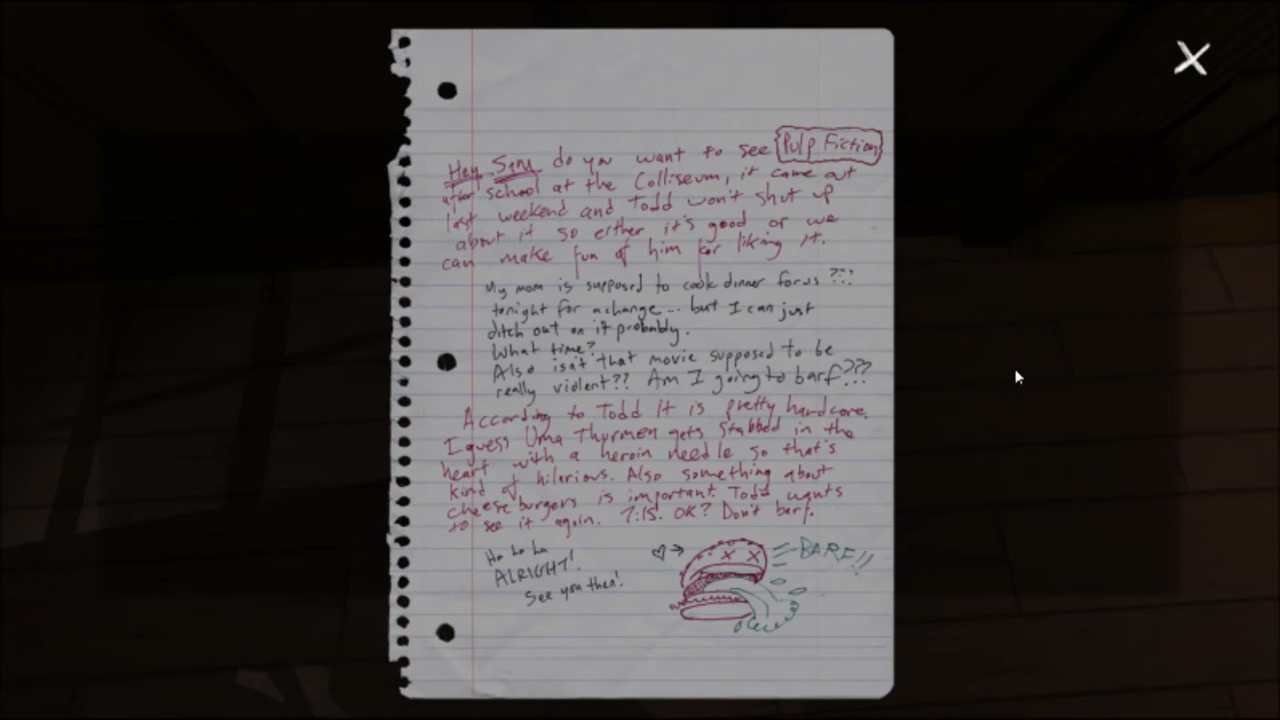 Hey Sam do you want to see Pulp Fiction
after school at the Colliseum, it came out
last weekend and Todd won't shut up
about it so either it's good or we
can make fun of him for liking it.
My mom is supposed to cook dinner for us ???
tonight for a change... but I can just
ditch out on it probably.
What time?
Also isn't that movie supposed to be
really violent?? Am I going to barf???
According to Todd it is pretty hardcore.
I guess Uma Thurmen gets stabbed in the
heart with a heroin needle so that's
kind of hilarious. Also something about
cheeseburgers is important. Todd wants
to see it again. 7:15. OK? Don't barf.
Ha ha ha
ALRIGHT!
See you then!
BARF!!